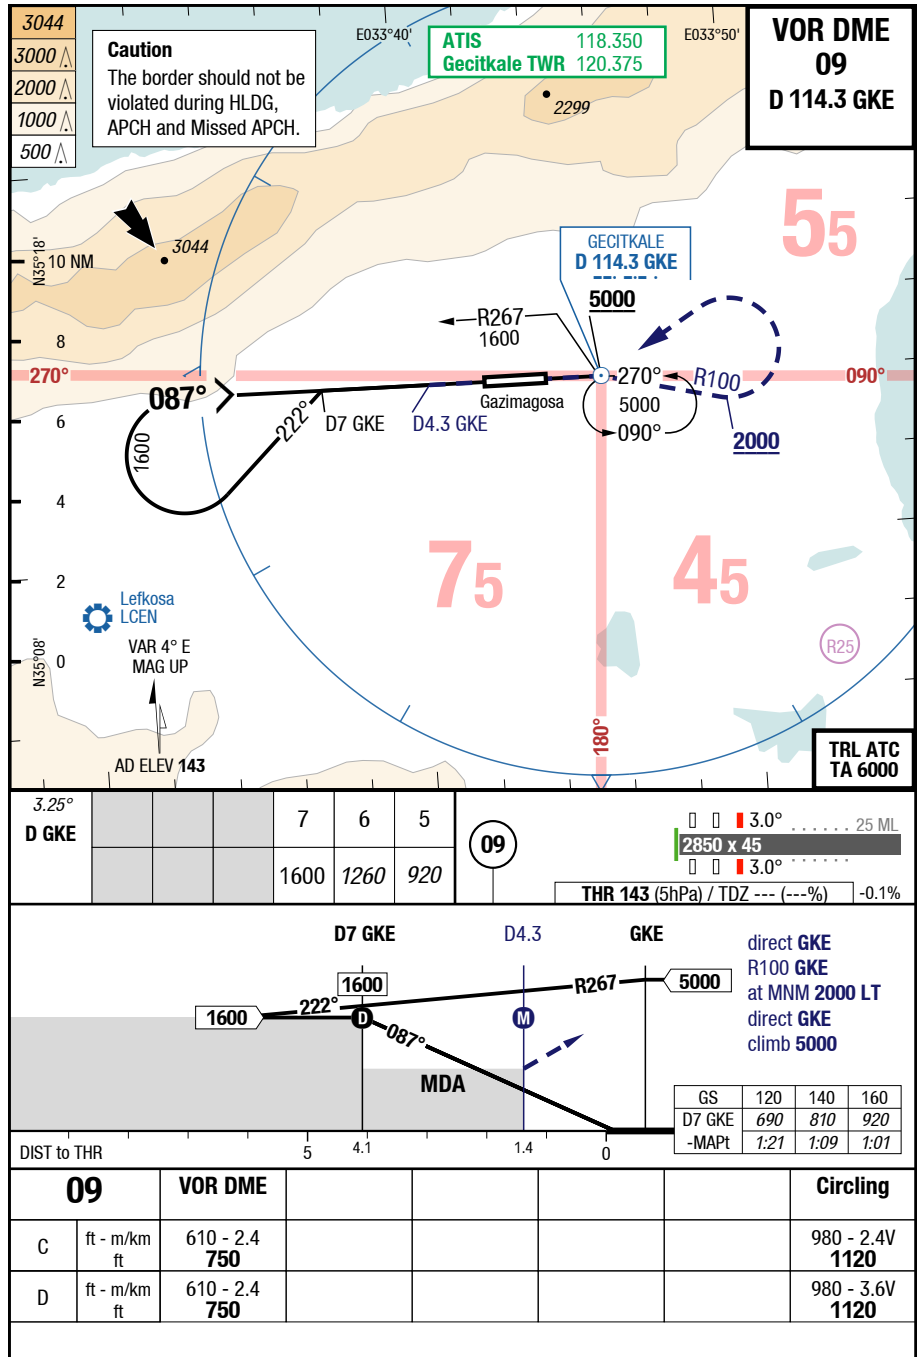 3044
3000
2000
1000
500
Caution
The border should not be
violated during HLDG,
APCH and Missed APCH.
E033°40'
ATIS 118.350
Gecitkale TWR 120.375
E033°50'
VOR DME
09
D 114.3 GKE
2299
55
3044
N35°18'
10 NM
GECITKALE
D 114.3 GKE
5000
R267
1600
8
270°
087°
270°
R100
090°
Gazimagosa
5000
6
222°
D7 GKE
D4.3 GKE
090°
2000
1600
4
75
45
2
Lefkosa
LCEN
VAR 4° E
MAG UP
R25
N35°08'
0
180°
AD ELEV 143
TRL ATC
TA 6000
3.25°
D GKE
7 6 5
1600 1260 920
09
3.0°
25 ML
2850 x 45
3.0°
THR 143 (5hPa) / TDZ --- (---%)
-0.1%
D7 GKE D4.3 GKE
direct GKE
R100 GKE
at MNM 2000 LT
direct GKE
climb 5000
1600
R267
5000
222°
1600
D
M
087°
MDA
GS 120 140 160
D7 GKE 690 810 920
-MAPt 1:21 1:09 1:01
DIST to THR 5 4.1 1.4 0
09 VOR DME Circling
C ft - m/km 610 - 2.4 980 - 2.4V
ft 750 1120
D ft - m/km 610 - 2.4 980 - 3.6V
ft 750 1120